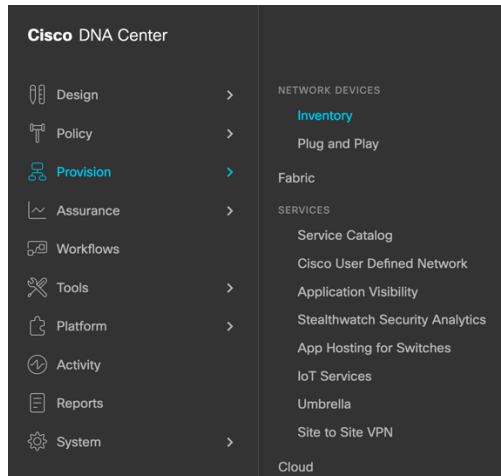 Cisco DNA Center
Design
Policy
Provision
Assurance
Workflows
Tools
Platform
Activity
Reports
System
NETWORK DEVICES
Inventory
Plug and Play
Fabric
SERVICES
Service Catalog
Cisco User Defined Network
Application Visibility
Stealthwatch Security Analytics
App Hosting for Switches
IoT Services
Umbrella
Site to Site VPN
Cloud